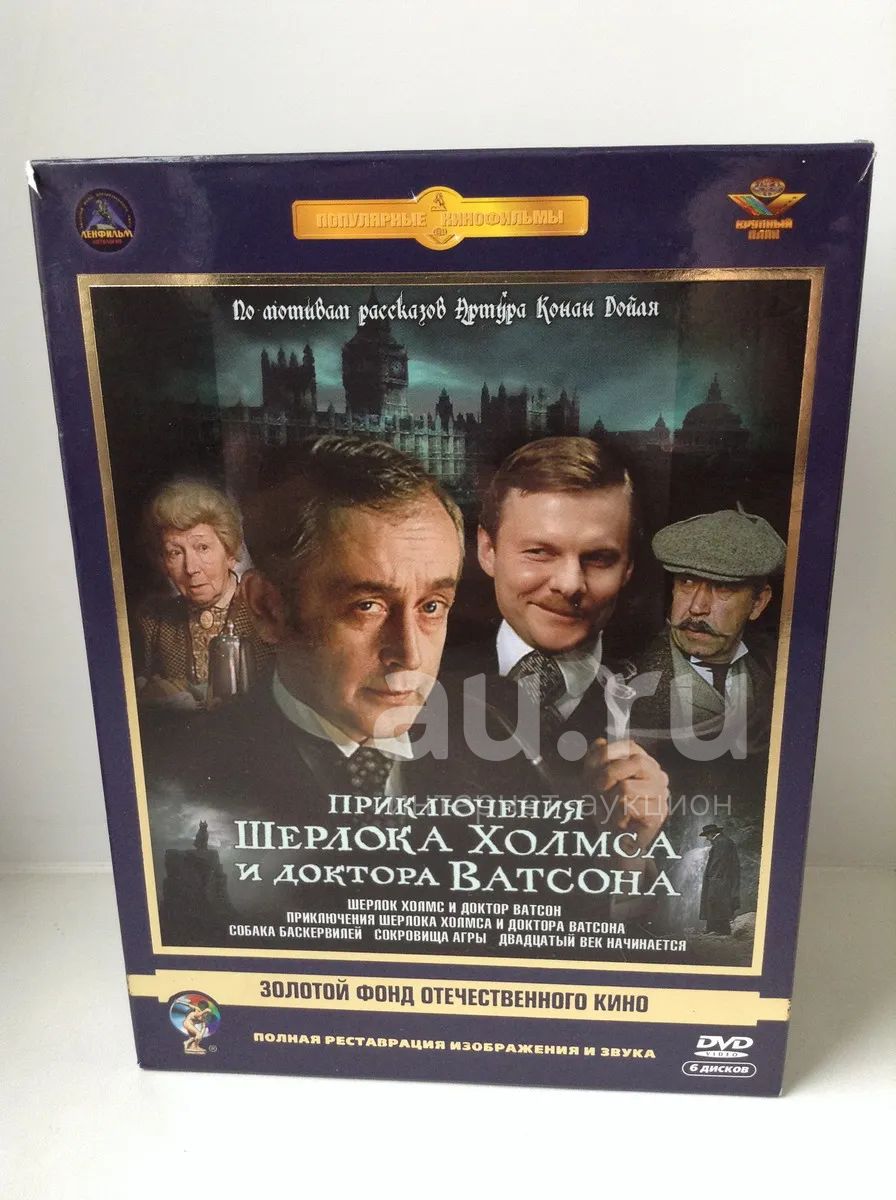 ЛЕНФИЛЬМ
ПОПУЛЯРНЫЕ КИНОФИЛЬМЫ
КРУПНЫЙ
ПЛАН
По мотивам рассказов Артура Конан Дойля
au.ru
интернет аукцион
ПРИКЛЮЧЕНИЯ
ШЕРЛОКА ХОЛМСА
И ДОКТОРА ВАТСОНА
ШЕРЛОК ХОЛМС И ДОКТОР ВАТСОН
ПРИКЛЮЧЕНИЯ ШЕРЛОКА ХОЛМСА И ДОКТОРА ВАТСОНА
СОБАКА БАСКЕРВИЛЕЙ СОКРОВИЩА АГРЫ ДВАДЦАТЫЙ ВЕК НАЧИНАЕТСЯ
ЗОЛОТОЙ ФОНД ОТЕЧЕСТВЕННОГО КИНО
ПОЛНАЯ РЕСТАВРАЦИЯ ИЗОБРАЖЕНИЯ И ЗВУКА
DVD
VIDEO
6 ДИСКОВ
®